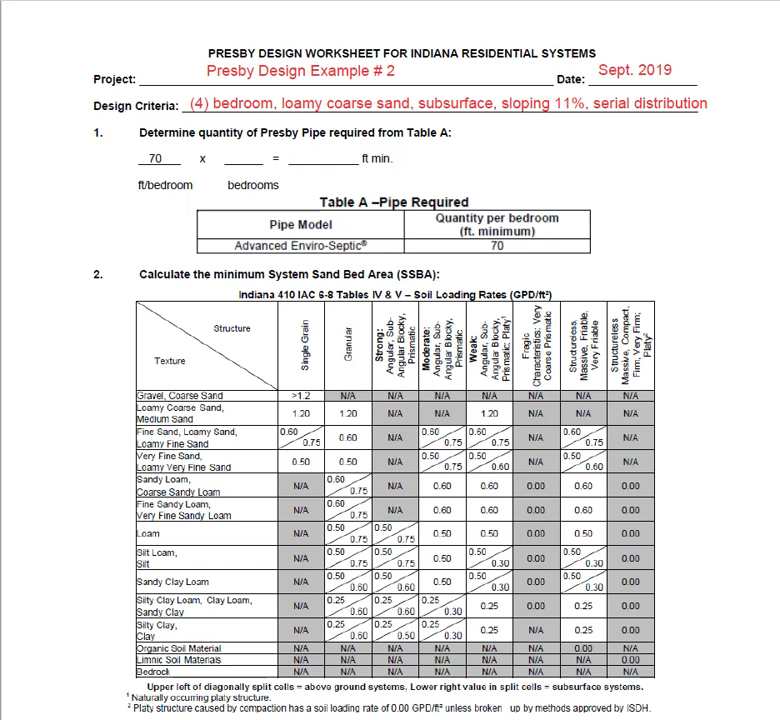 PRESBY DESIGN WORKSHEET FOR INDIANA RESIDENTIAL SYSTEMS
Project: Presby Design Example # 2 Date: Sept. 2019
Design Criteria: (4) bedroom, loamy coarse sand, subsurface, sloping 11%, serial distribution
1. Determine quantity of Presby Pipe required from Table A:
70 x = ft min.
ft/bedroom bedrooms
Table A –Pipe Required
Pipe Model Quantity per bedroom (ft. minimum)
Advanced Enviro-Septic® 70
2. Calculate the minimum System Sand Bed Area (SSBA):
Indiana 410 IAC 6-8 Tables IV & V – Soil Loading Rates (GPD/ft²)
Structure
Texture
Single Grain
Granular
Strong: Angular, Sub-Angular Blocky, Prismatic
Moderate: Angular, Sub-Angular Blocky, Prismatic
Weak: Angular, Sub-Angular Blocky, Prismatic; Platy¹
Fragic Characteristics: Very Coarse Prismatic
Structureless, Massive, Friable, Very Friable
Structureless Massive, Compact, Firm, Very Firm; Platy²
Gravel, Coarse Sand >1.2 N/A N/A N/A N/A N/A N/A N/A
Loamy Coarse Sand, Medium Sand 1.20 1.20 N/A N/A 1.20 N/A N/A N/A
Fine Sand, Loamy Sand, Loamy Fine Sand 0.60 0.75 0.60 N/A 0.60 0.75 0.60 0.75 N/A 0.60 0.75 N/A
Very Fine Sand, Loamy Very Fine Sand 0.50 0.50 N/A 0.50 0.75 0.50 0.60 N/A 0.50 0.60 N/A
Sandy Loam, Coarse Sandy Loam N/A 0.60 0.75 N/A 0.60 0.60 0.00 0.60 0.00
Fine Sandy Loam, Very Fine Sandy Loam N/A 0.60 0.75 N/A 0.60 0.60 0.00 0.60 0.00
Loam N/A 0.50 0.75 0.50 0.75 0.50 0.50 0.00 0.50 0.00
Silt Loam, Silt N/A 0.50 0.75 0.50 0.75 0.50 0.50 0.30 0.00 0.50 0.30 0.00
Sandy Clay Loam N/A 0.50 0.60 0.50 0.60 0.50 0.50 0.30 0.00 0.50 0.30 0.00
Silty Clay Loam, Clay Loam, Sandy Clay N/A 0.25 0.60 0.25 0.60 0.25 0.30 0.25 0.00 0.25 0.00
Silty Clay, Clay N/A 0.25 0.60 0.25 0.50 0.25 0.30 0.25 N/A 0.25 0.00
Organic Soil Material N/A N/A N/A N/A N/A N/A 0.00 N/A
Limnic Soil Materials N/A N/A N/A N/A N/A N/A N/A 0.00
Bedrock N/A N/A N/A N/A N/A N/A N/A N/A
Upper left of diagonally split cells = above ground systems, Lower right value in split cells = subsurface systems.
¹ Naturally occurring platy structure.
² Platy structure caused by compaction has a soil loading rate of 0.00 GPD/ft² unless broken up by methods approved by ISDH.